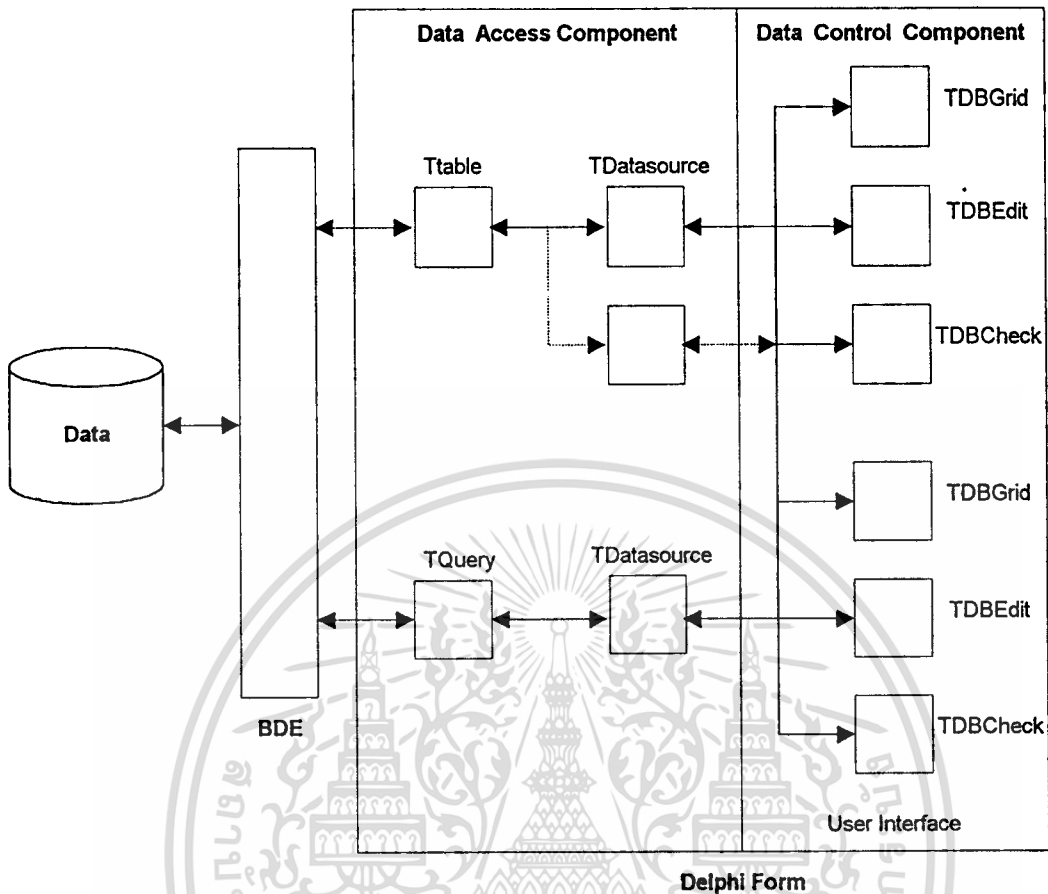 Data Access Component
Data Control Component
TDBGrid
Ttable
TDatasource
TDBEdit
TDBCheck
Data
TDBGrid
TQuery
TDatasource
TDBEdit
BDE
TDBCheck
User Interface
Delphi Form